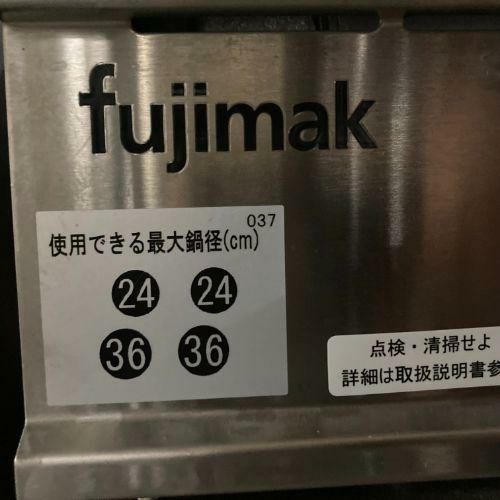 fujimak
037
使用できる最大鍋径(cm)
24 24
36 36
点検・清掃せよ
詳細は取扱説明書参